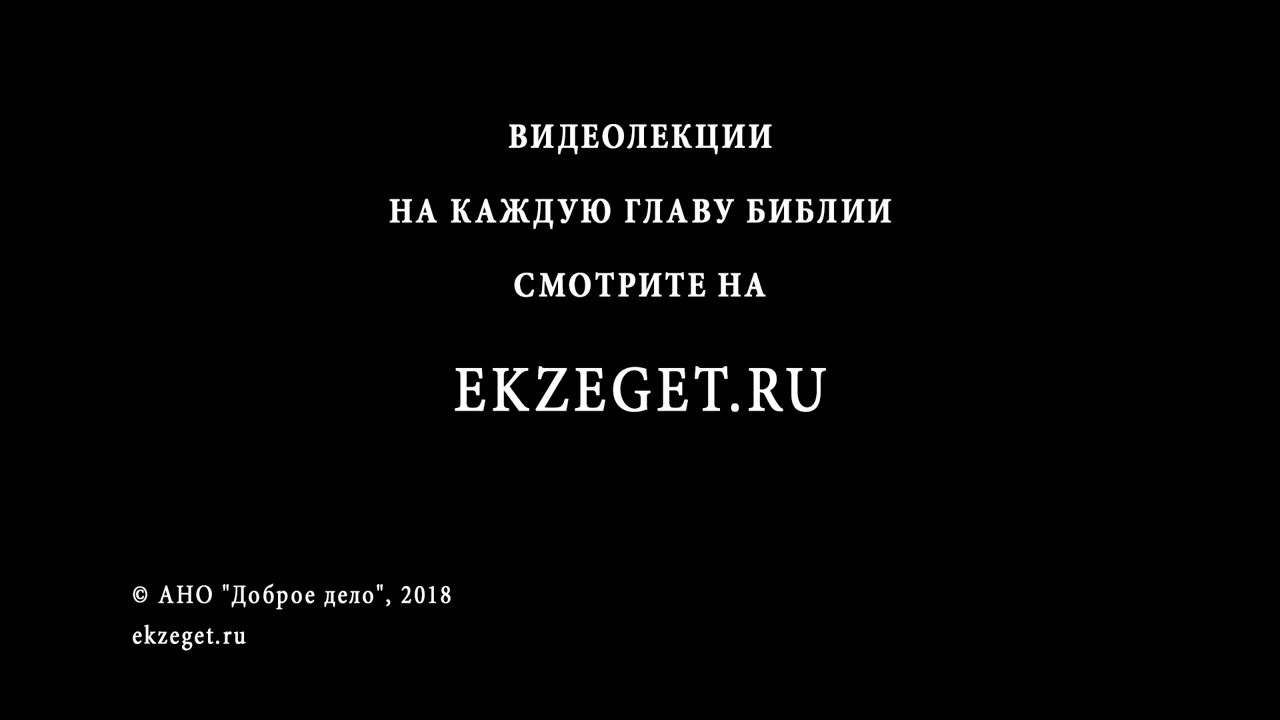 ВИДЕОЛЕКЦИИ
НА КАЖДУЮ ГЛАВУ БИБЛИИ
СМОТРИТЕ НА
EKZEGET.RU
© АНО "Доброе дело", 2018
ekzeget.ru